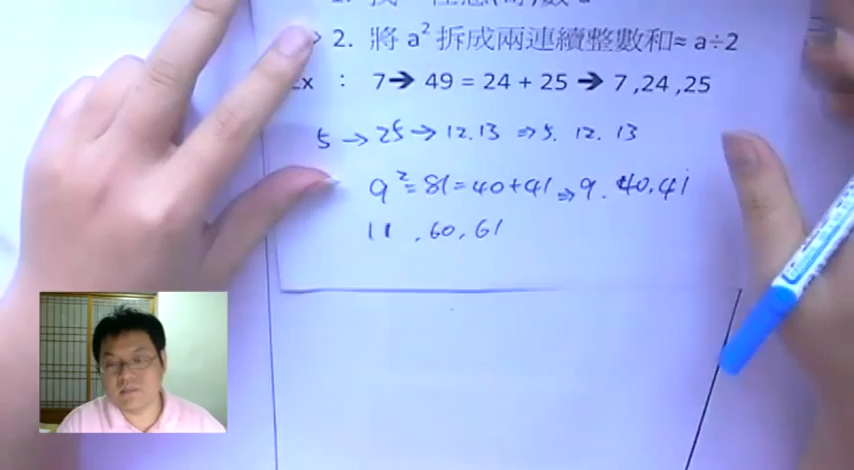 2. 將 a² 拆成兩連續整數和≈ a÷2
: 7➔ 49 = 24 + 25 ➔ 7 ,24 ,25
5 → 25 → 12.13 ⇒ 5. 12. 13
9² = 81 = 40+41 ⇒ 9. 40. 41
11 , 60, 61